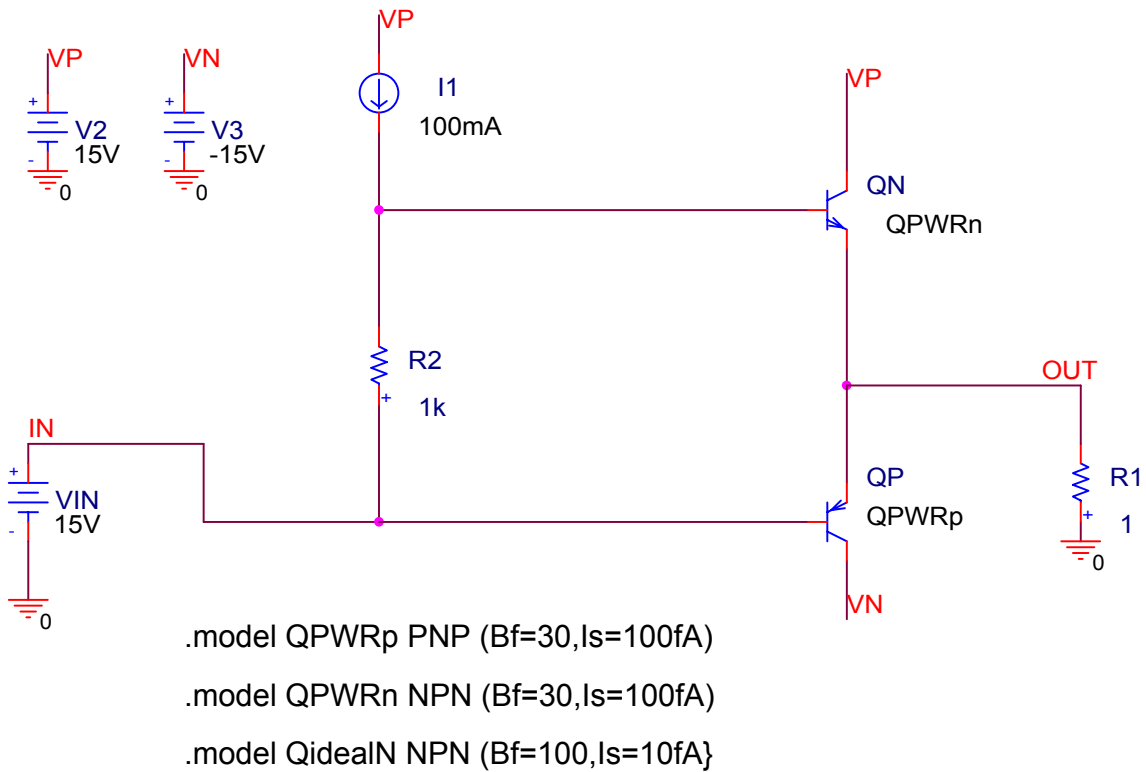 VP
VP
VN
I1
100mA
VP
+
V2
15V
-
0
+
V3
-15V
-
0
QN
QPWRn
R2
+
1k
OUT
IN
+
VIN
15V
-
0
QP
QPWRp
R1
+
1
0
VN
.model QPWRp PNP (Bf=30,Is=100fA)
.model QPWRn NPN (Bf=30,Is=100fA)
.model QidealN NPN (Bf=100,Is=10fA}